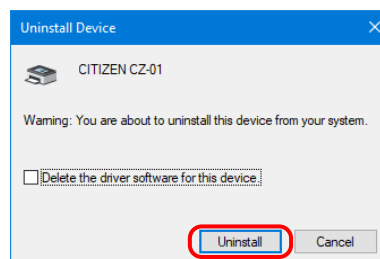 Uninstall Device
CITIZEN CZ-01
Warning: You are about to uninstall this device from your system.
Delete the driver software for this device.
Uninstall Cancel